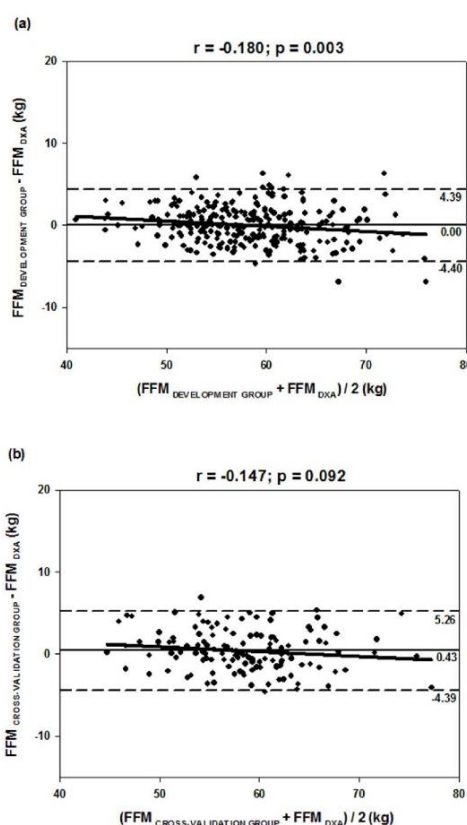 (a)
r = -0.180; p = 0.003
20
10
0
-10
4.39
0.00
-4.40
FFM DEVELOPMENT GROUP - FFM DXA (kg)
40 50 60 70 80
(FFM DEVELOPMENT GROUP + FFM DXA) / 2 (kg)
(b)
r = -0.147; p = 0.092
20
10
0
-10
5.26
0.43
-4.39
FFM CROSS-VALIDATION GROUP - FFM DXA (kg)
40 50 60 70 80
(FFM CROSS-VALIDATION GROUP + FFM DXA) / 2 (kg)